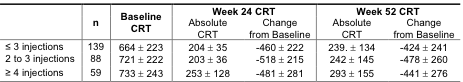 n Baseline CRT Week 24 CRT Week 52 CRT
Absolute CRT Change from Baseline Absolute CRT Change from Baseline
≤ 3 injections 139 664 ± 223 204 ± 35 -460 ± 222 239. ± 134 -424 ± 241
2 to 3 injections 88 721 ± 222 203 ± 36 -518 ± 215 242 ± 145 -478 ± 260
≥ 4 injections 59 733 ± 243 253 ± 128 -481 ± 281 293 ± 155 -441 ± 276